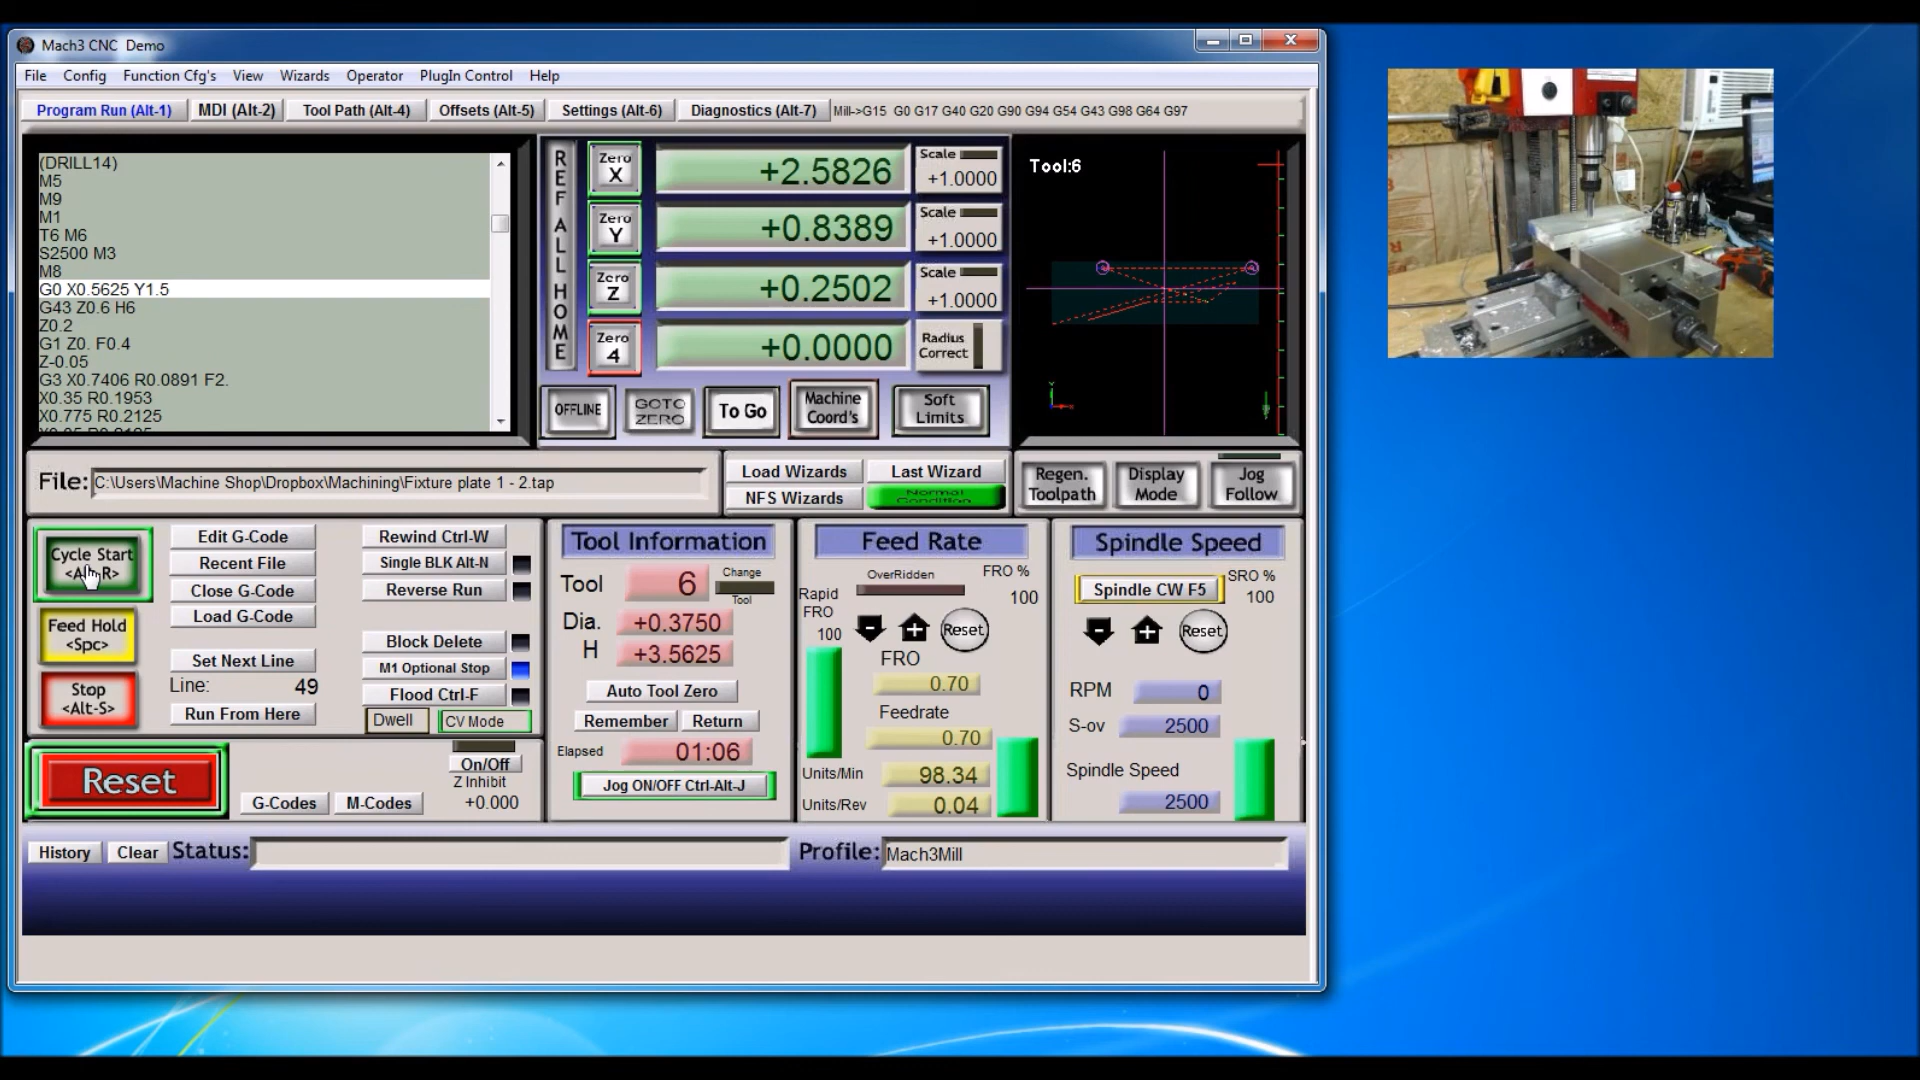 Mach3 CNC Demo
File Config Function Cfg's View Wizards Operator PlugIn Control Help
Program Run (Alt-1) MDI (Alt-2) Tool Path (Alt-4) Offsets (Alt-5) Settings (Alt-6) Diagnostics (Alt-7) Mill->G15 G0 G17 G40 G20 G90 G94 G54 G43 G98 G64 G97
(DRILL14)
M5
M9
M1
T6 M6
S2500 M3
M8
G0 X0.5625 Y1.5
G43 Z0.6 H6
Z0.2
G1 Z0. F0.4
Z-0.05
G3 X0.7406 R0.0891 F2.
X0.35 R0.1953
X0.775 R0.2125
REF ALL HOME
Zero X +2.5826 Scale +1.0000
Zero Y +0.8389 Scale +1.0000
Zero Z +0.2502 Scale +1.0000
Zero 4 +0.0000 Radius Correct
OFFLINE GOTO ZERO To Go Machine Coord's Soft Limits
Tool:6
File: C:\Users\Machine Shop\Dropbox\Machining\Fixture plate 1 - 2.tap
Load Wizards Last Wizard
NFS Wizards Normal Condition
Regen. Toolpath Display Mode Jog Follow
Cycle Start
Feed Hold
<Spc>
Stop
<Alt-S>
Reset
Edit G-Code
Recent File
Close G-Code
Load G-Code
Set Next Line
Line: 49
Run From Here
Rewind Ctrl-W
Single BLK Alt-N
Reverse Run
Block Delete
M1 Optional Stop
Flood Ctrl-F
Dwell CV Mode
On/Off
Z Inhibit
+0.000
G-Codes M-Codes
Tool Information
Tool 6 Change Tool
Dia. +0.3750
H +3.5625
Auto Tool Zero
Remember Return
Elapsed 01:06
Jog ON/OFF Ctrl-Alt-J
Feed Rate
OverRidden FRO %
100
Rapid FRO
100
Reset
FRO
0.70
Feedrate
0.70
Units/Min 98.34
Units/Rev 0.04
Spindle Speed
Spindle CW F5 SRO %
100
Reset
RPM 0
S-ov 2500
Spindle Speed
2500
History Clear Status: Profile: Mach3Mill